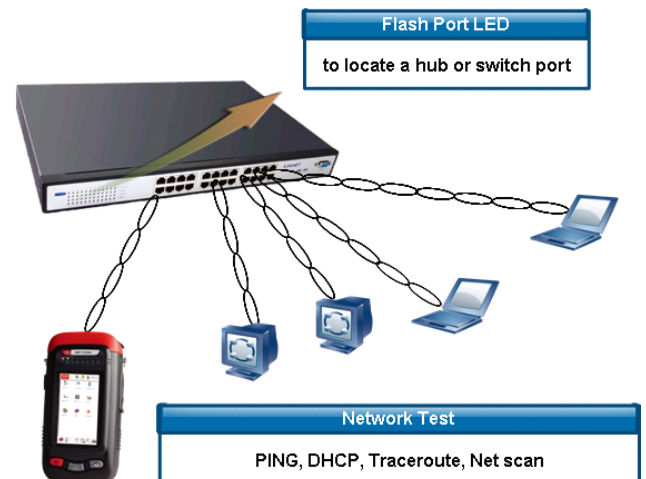 Flash Port LED
to locate a hub or switch port
Network Test
PING, DHCP, Traceroute, Net scan